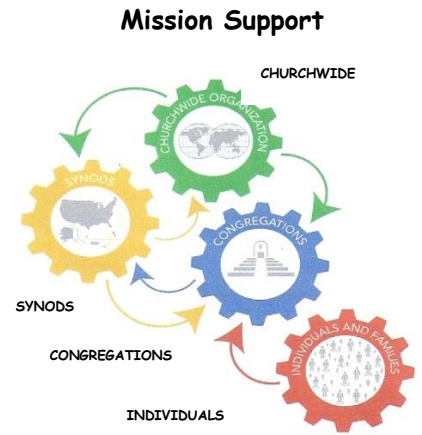 Mission Support
CHURCHWIDE
CHURCHWIDE ORGANIZATION
SYNODS
CONGREGATIONS
SYNODS
CONGREGATIONS
INDIVIDUALS AND FAMILIES
INDIVIDUALS